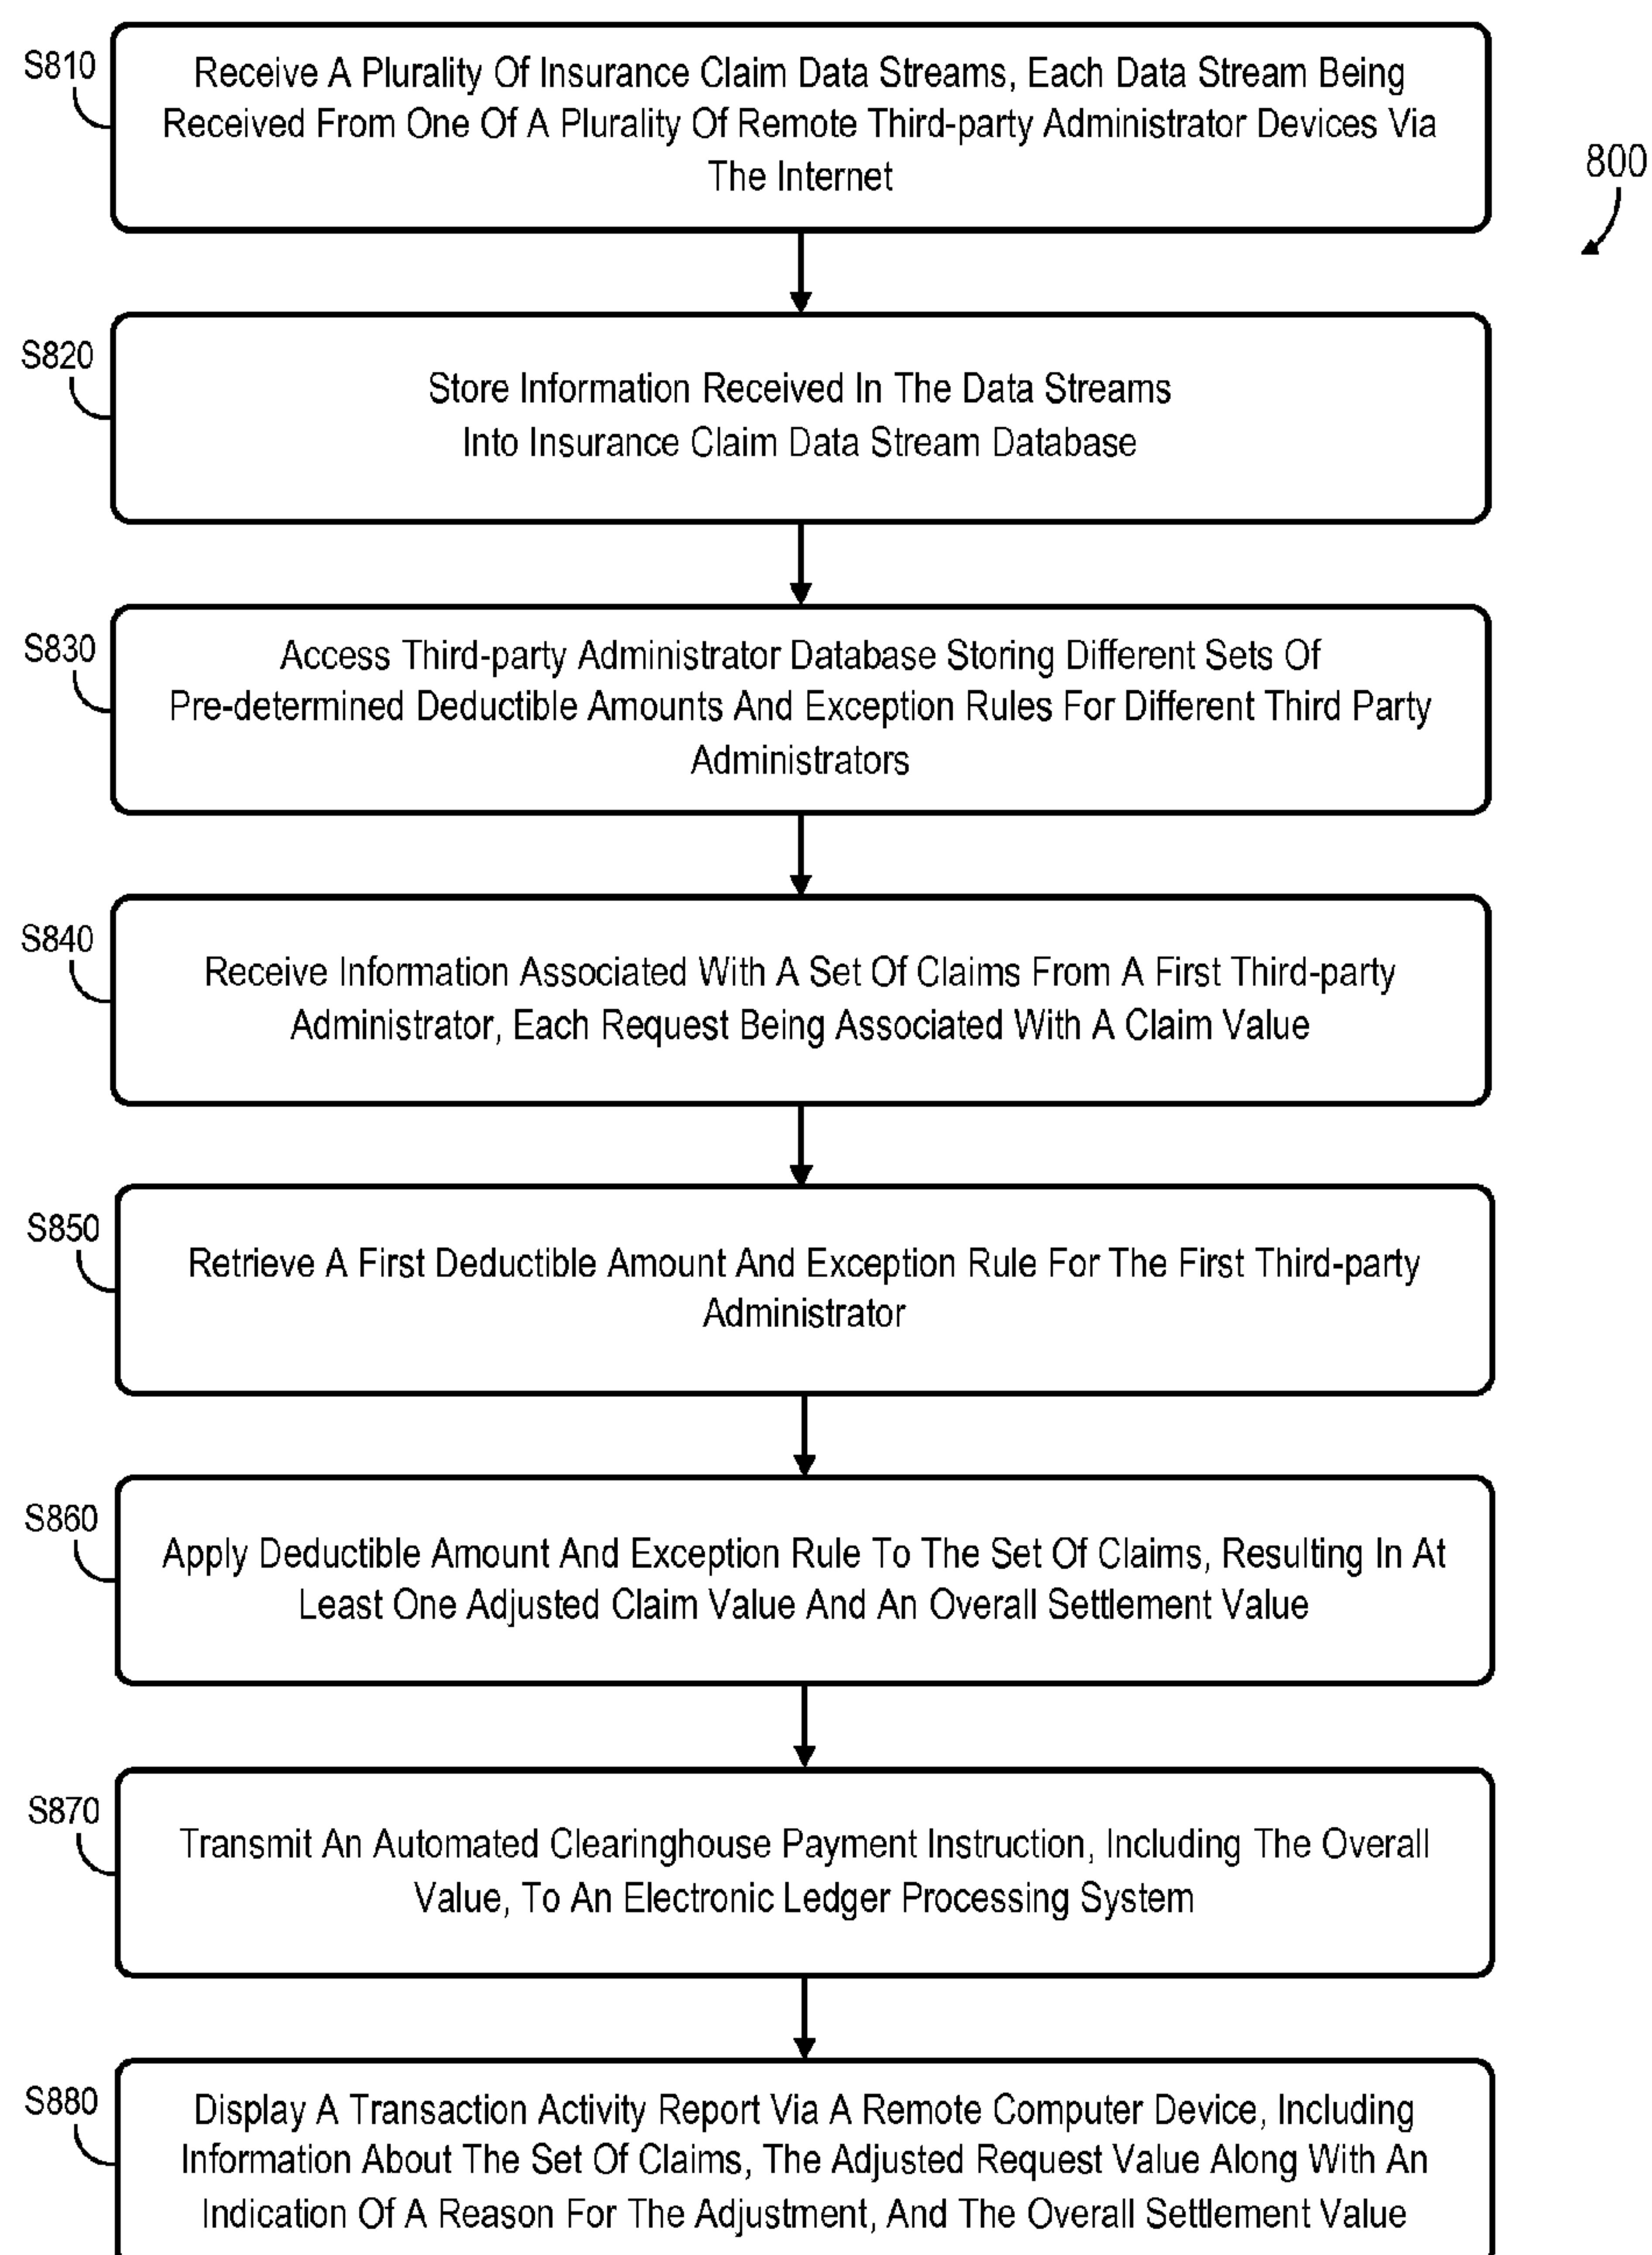 S810
Receive A Plurality Of Insurance Claim Data Streams, Each Data Stream Being
Received From One Of A Plurality Of Remote Third-party Administrator Devices Via
The Internet
800
S820
Store Information Received In The Data Streams
Into Insurance Claim Data Stream Database
S830
Access Third-party Administrator Database Storing Different Sets Of
Pre-determined Deductible Amounts And Exception Rules For Different Third Party
Administrators
S840
Receive Information Associated With A Set Of Claims From A First Third-party
Administrator, Each Request Being Associated With A Claim Value
S850
Retrieve A First Deductible Amount And Exception Rule For The First Third-party
Administrator
S860
Apply Deductible Amount And Exception Rule To The Set Of Claims, Resulting In At
Least One Adjusted Claim Value And An Overall Settlement Value
S870
Transmit An Automated Clearinghouse Payment Instruction, Including The Overall
Value, To An Electronic Ledger Processing System
S880
Display A Transaction Activity Report Via A Remote Computer Device, Including
Information About The Set Of Claims, The Adjusted Request Value Along With An
Indication Of A Reason For The Adjustment, And The Overall Settlement Value